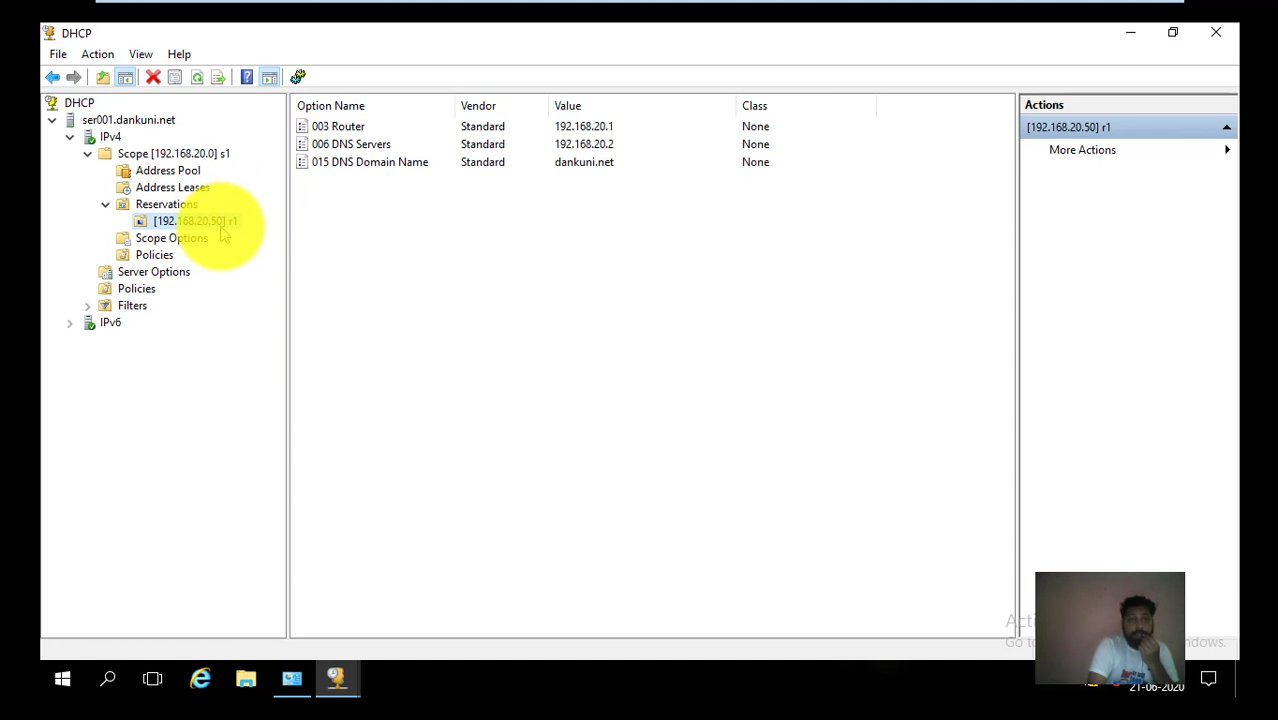 DHCP
File Action View Help
DHCP
ser001.dankuni.net
IPv4
Scope [192.168.20.0] s1
Address Pool
Address Leases
Reservations
[192.168.20.50] r1
Scope Options
Policies
Server Options
Policies
Filters
IPv6
Option Name Vendor Value Class
003 Router Standard 192.168.20.1 None
006 DNS Servers Standard 192.168.20.2 None
015 DNS Domain Name Standard dankuni.net None
Actions
[192.168.20.50] r1
More Actions
Go to
21-06-2020